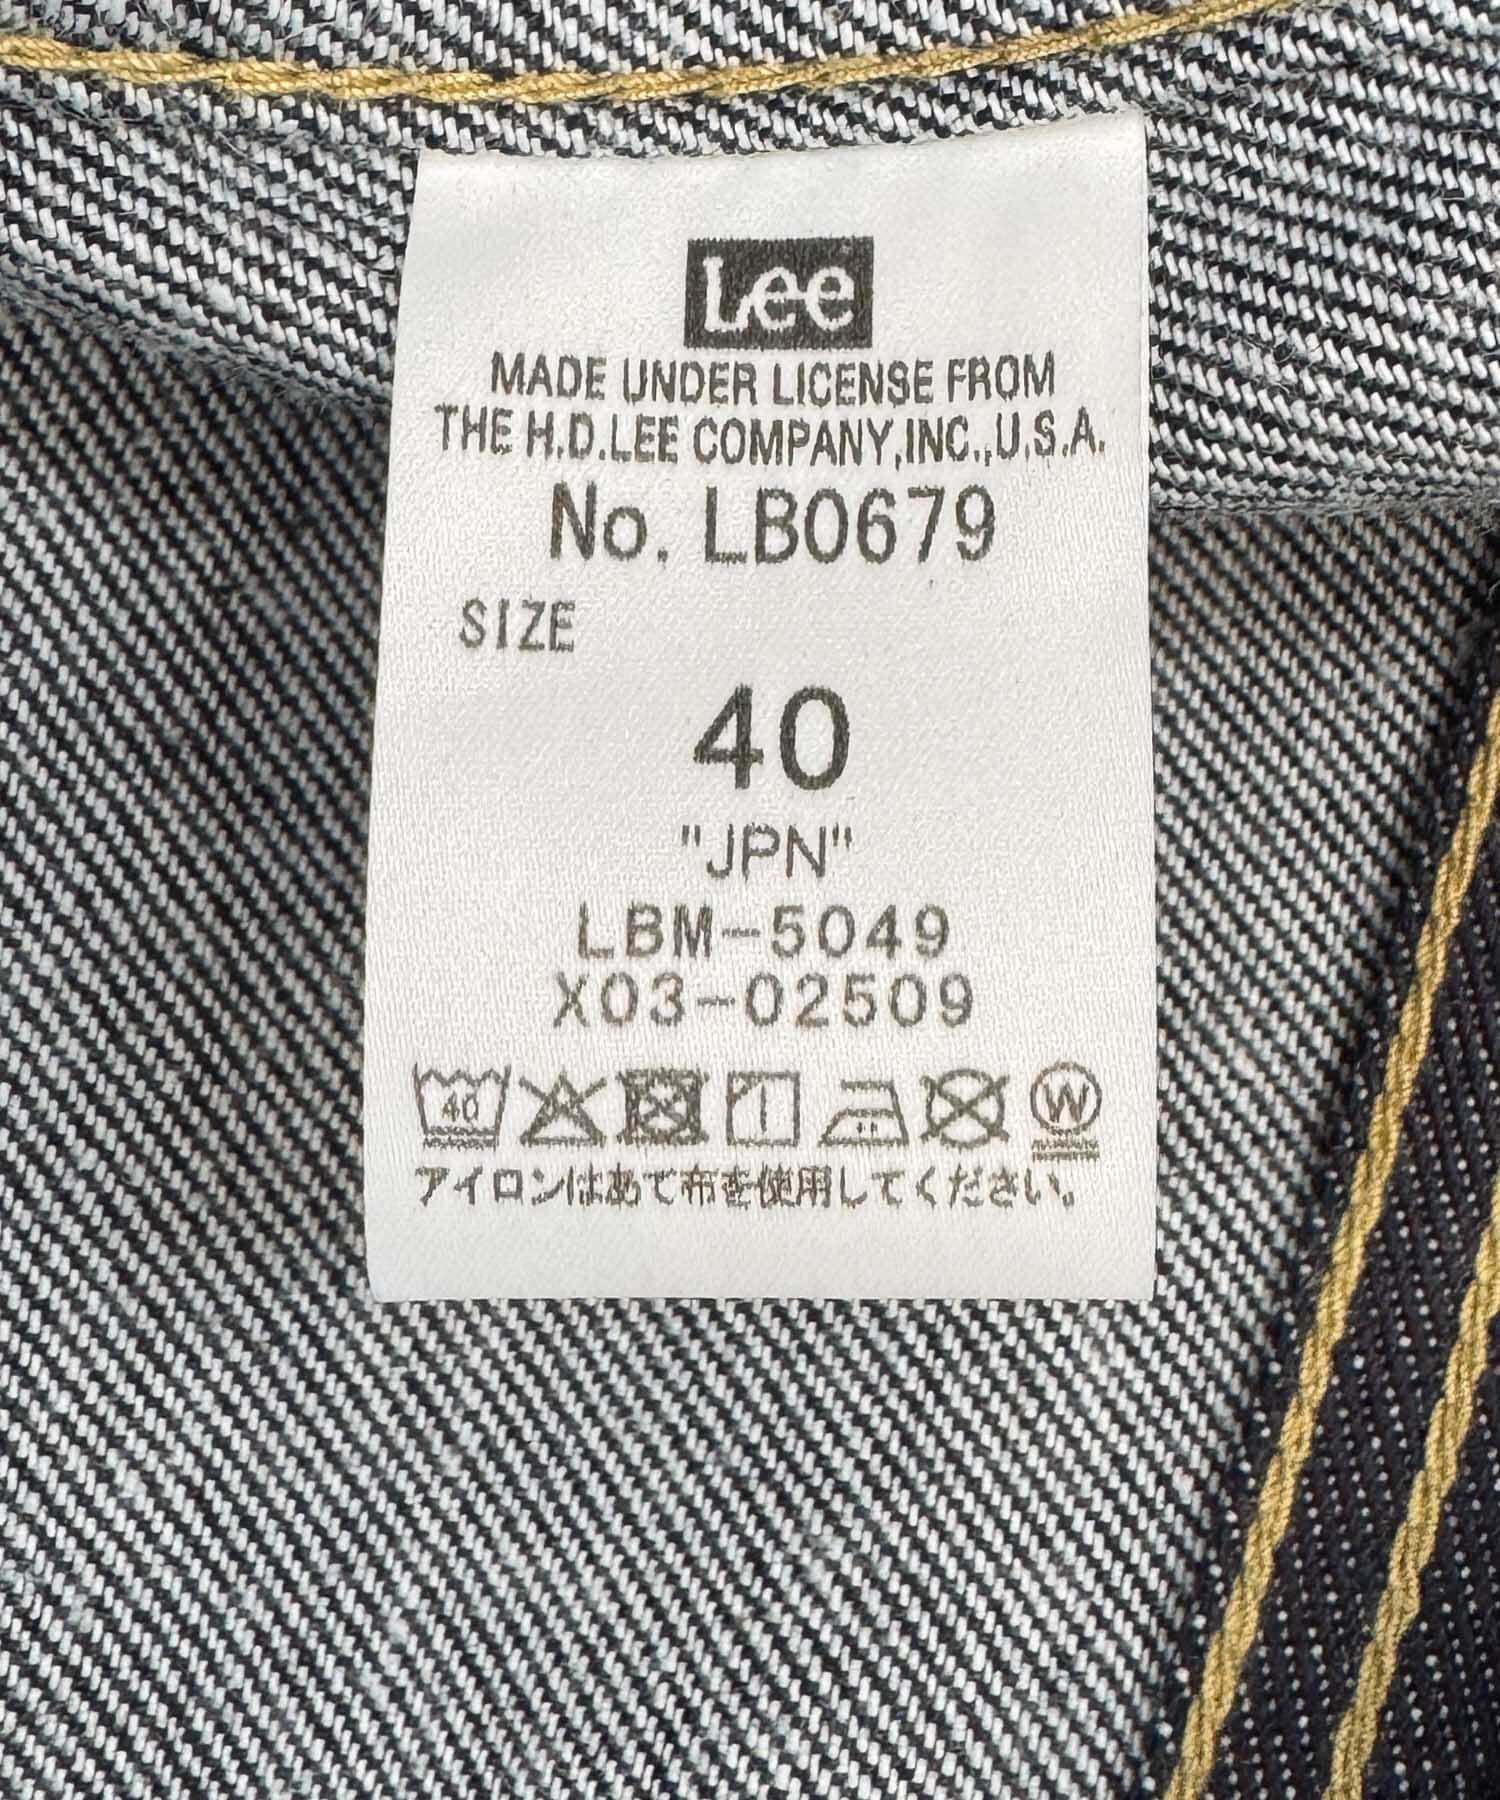 Lee
MADE UNDER LICENSE FROM
THE H.D.LEE COMPANY,INC.,U.S.A.
No. LB0679
SIZE
40
"JPN"
LBM-5049
X03-02509
40 W
アイロンはあて布を使用してください。